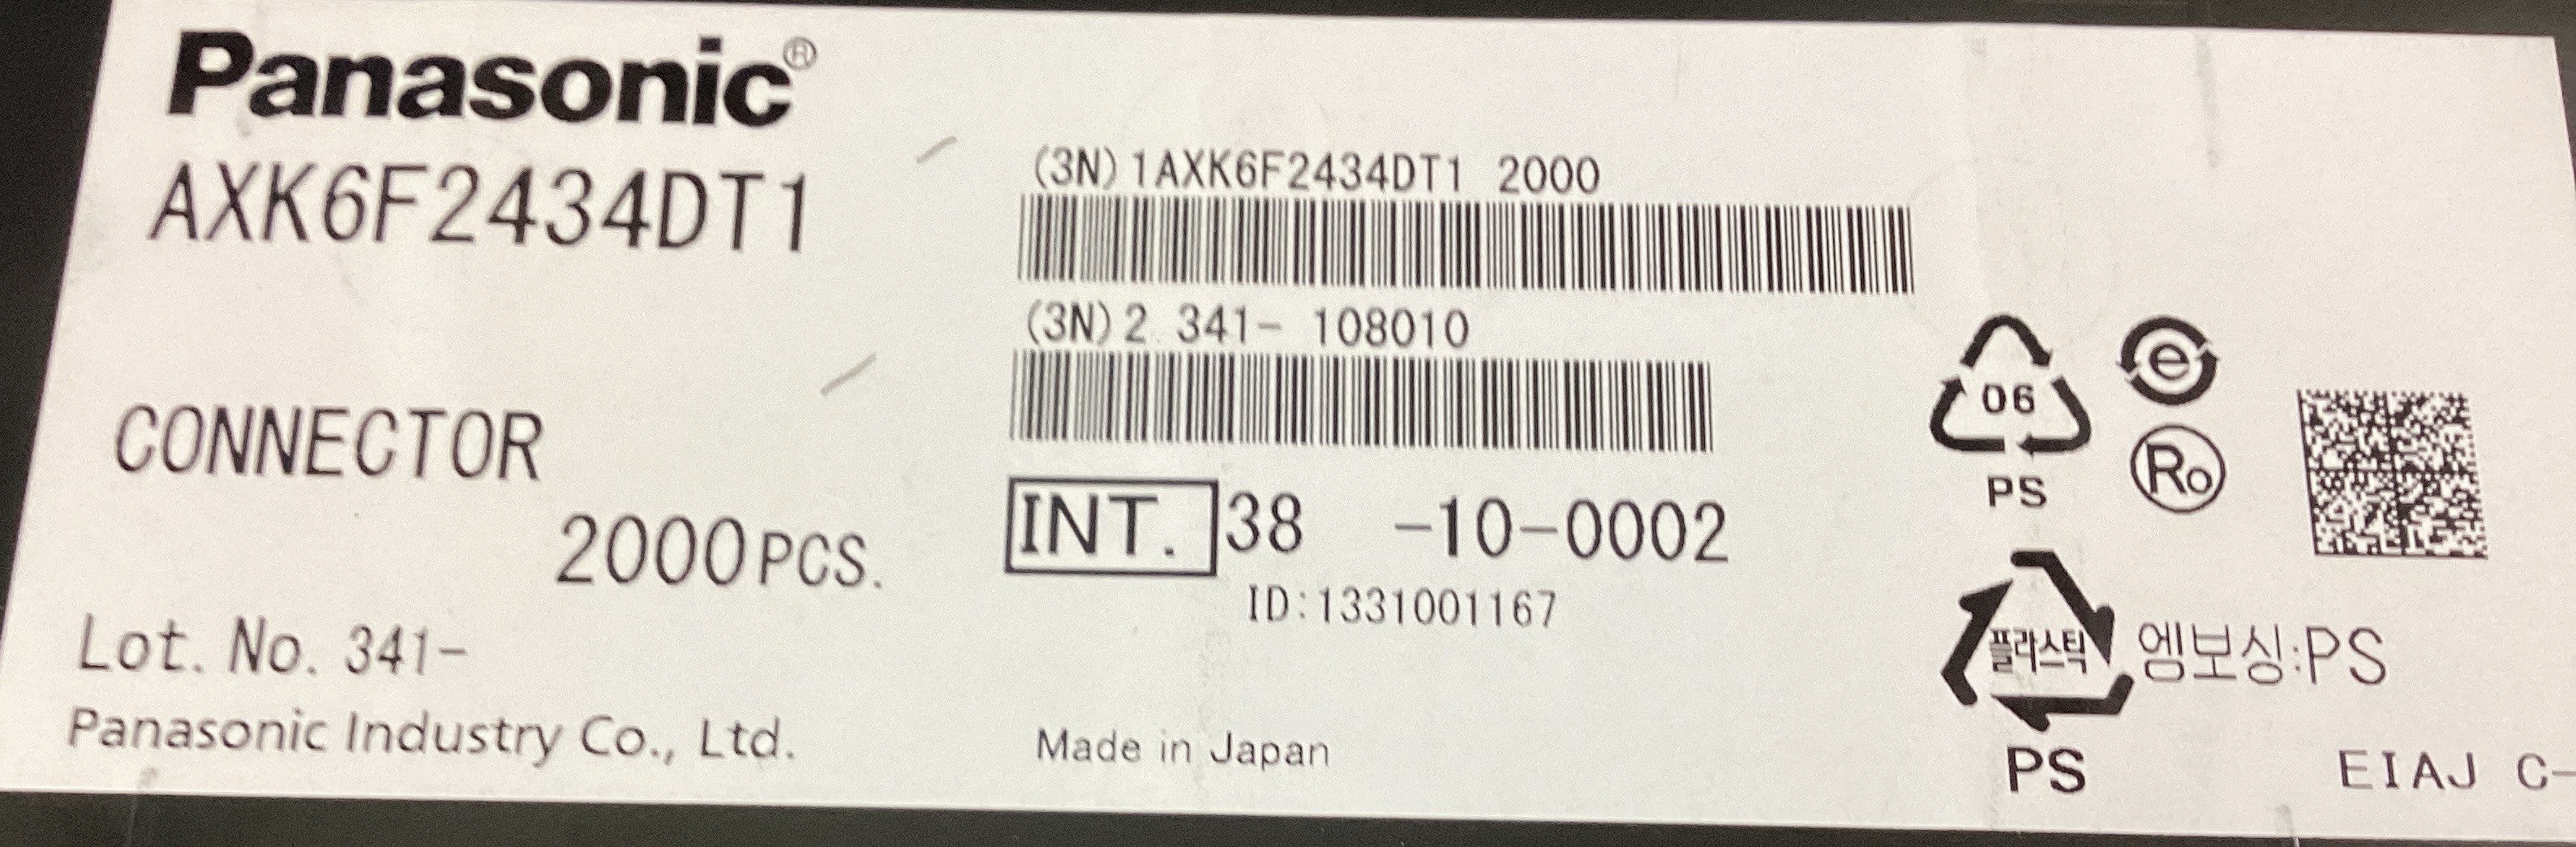 Panasonic®
AXK6F2434DT1
CONNECTOR
2000PCS.
Lot. No. 341-
Panasonic Industry Co., Ltd.
(3N)1AXK6F2434DT1 2000
(3N)2 341- 108010
INT. 38 -10-0002
ID:1331001167
Made in Japan
06
PS
e
Ro
플라스틱
엠보싱:PS
PS
EIAJ C-